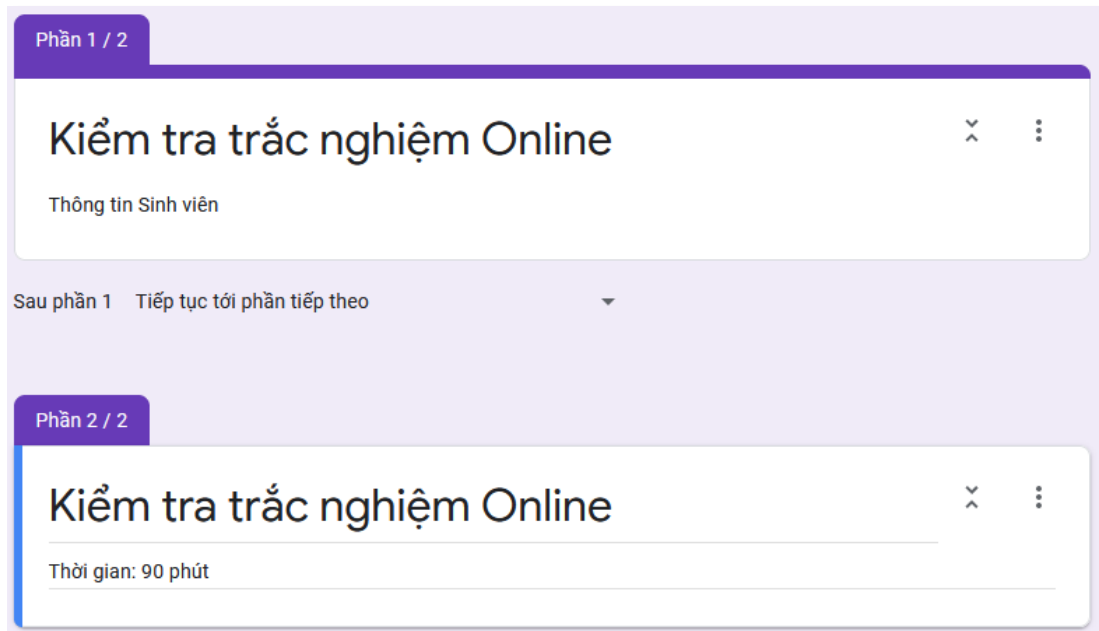 Phần 1 / 2
Kiểm tra trắc nghiệm Online
Thông tin Sinh viên
Sau phần 1 Tiếp tục tới phần tiếp theo
Phần 2 / 2
Kiểm tra trắc nghiệm Online
Thời gian: 90 phút